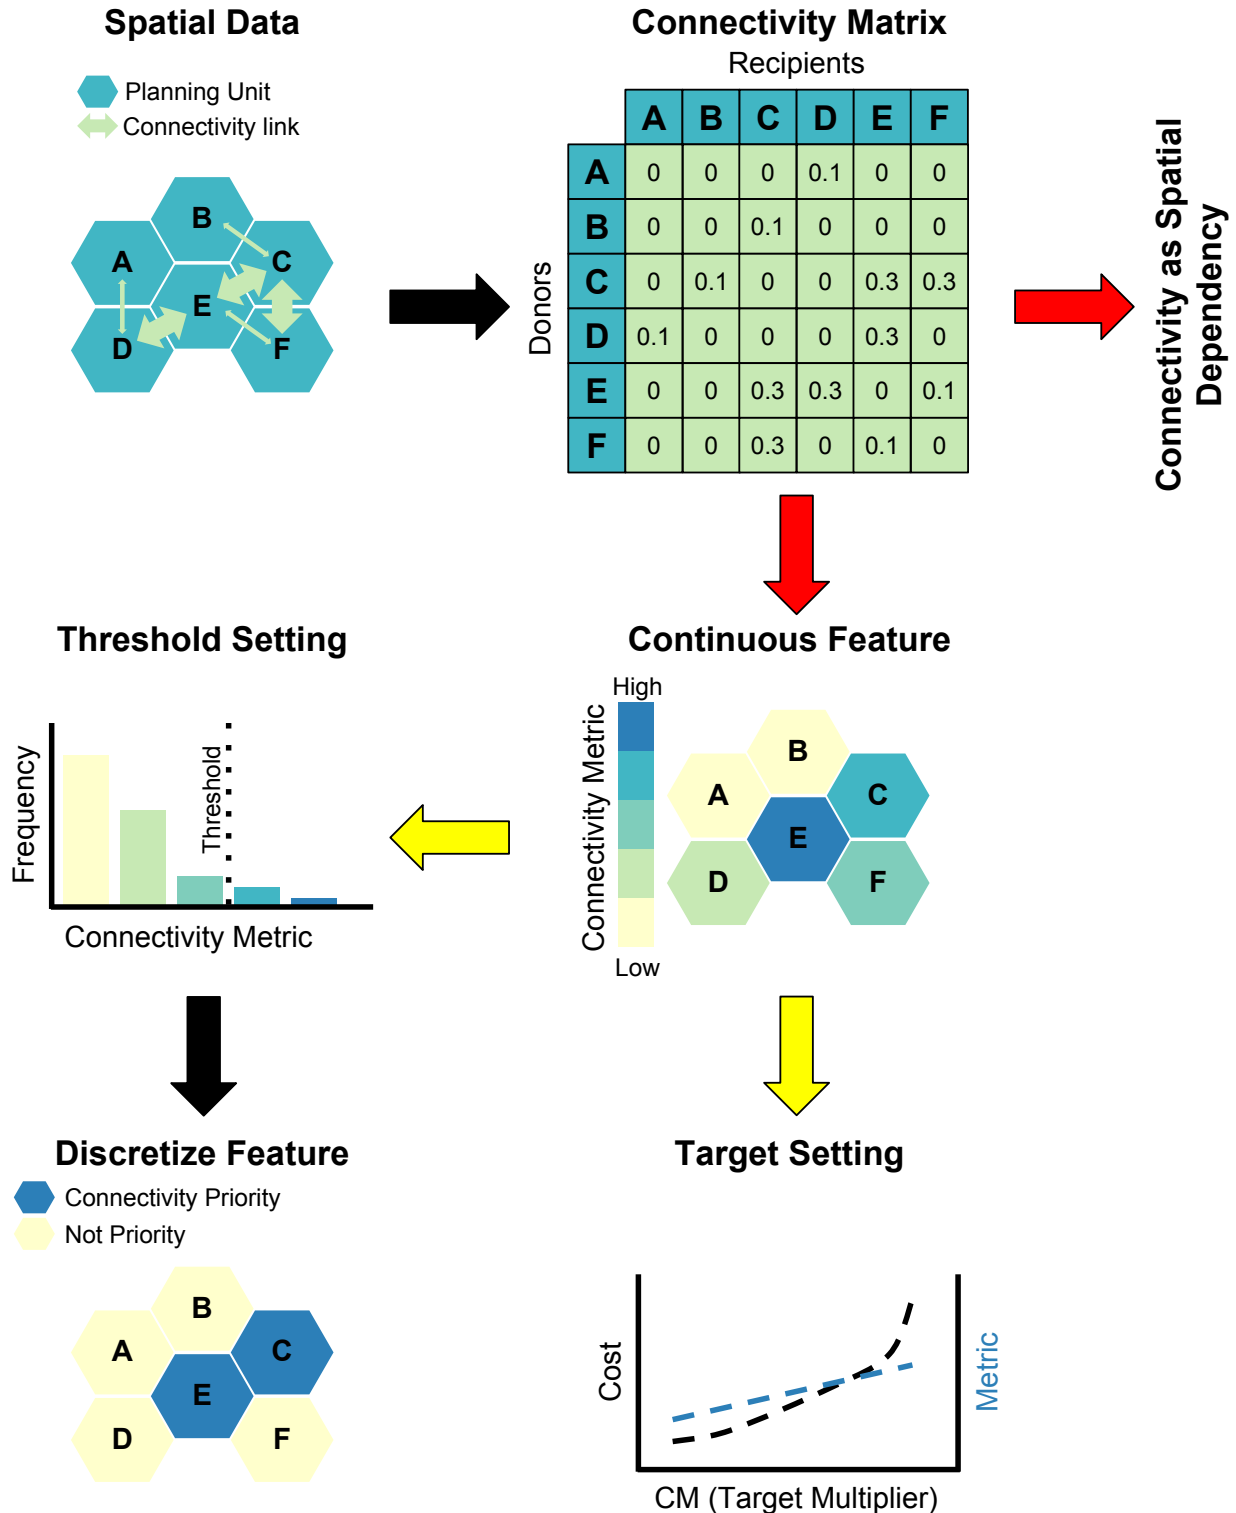 Spatial Data
Planning Unit
Connectivity link
B
A
C
E
D
F
Connectivity Matrix
Recipients
Donors
A B C D E F
A 0 0 0 0.1 0 0
B 0 0 0.1 0 0 0
C 0 0.1 0 0 0.3 0.3
D 0.1 0 0 0 0.3 0
E 0 0 0.3 0.3 0 0.1
F 0 0 0.3 0 0.1 0
Connectivity as Spatial
Dependency
Threshold Setting
Frequency
Threshold
Connectivity Metric
Continuous Feature
High
Connectivity Metric
Low
B
A
C
E
D
F
Discretize Feature
Connectivity Priority
Not Priority
B
A
C
E
D
F
Target Setting
Cost
Metric
CM (Target Multiplier)